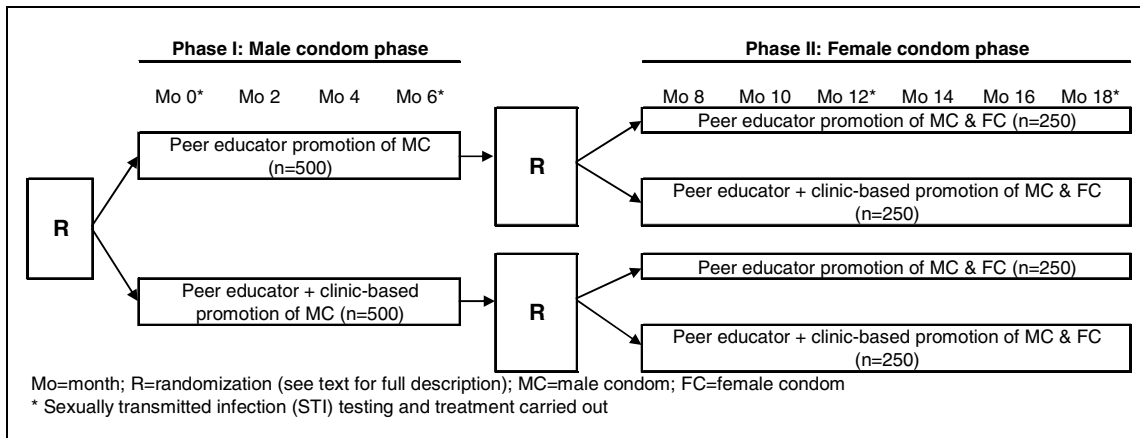 Phase I: Male condom phase
Phase II: Female condom phase
Mo 0* Mo 2 Mo 4 Mo 6*
Mo 8 Mo 10 Mo 12* Mo 14 Mo 16 Mo 18*
Peer educator promotion of MC
(n=500)
R
Peer educator promotion of MC & FC (n=250)
Peer educator + clinic-based promotion of MC & FC
(n=250)
R
Peer educator + clinic-based
promotion of MC (n=500)
R
Peer educator promotion of MC & FC (n=250)
Peer educator + clinic-based promotion of MC & FC
(n=250)
Mo=month; R=randomization (see text for full description); MC=male condom; FC=female condom
* Sexually transmitted infection (STI) testing and treatment carried out